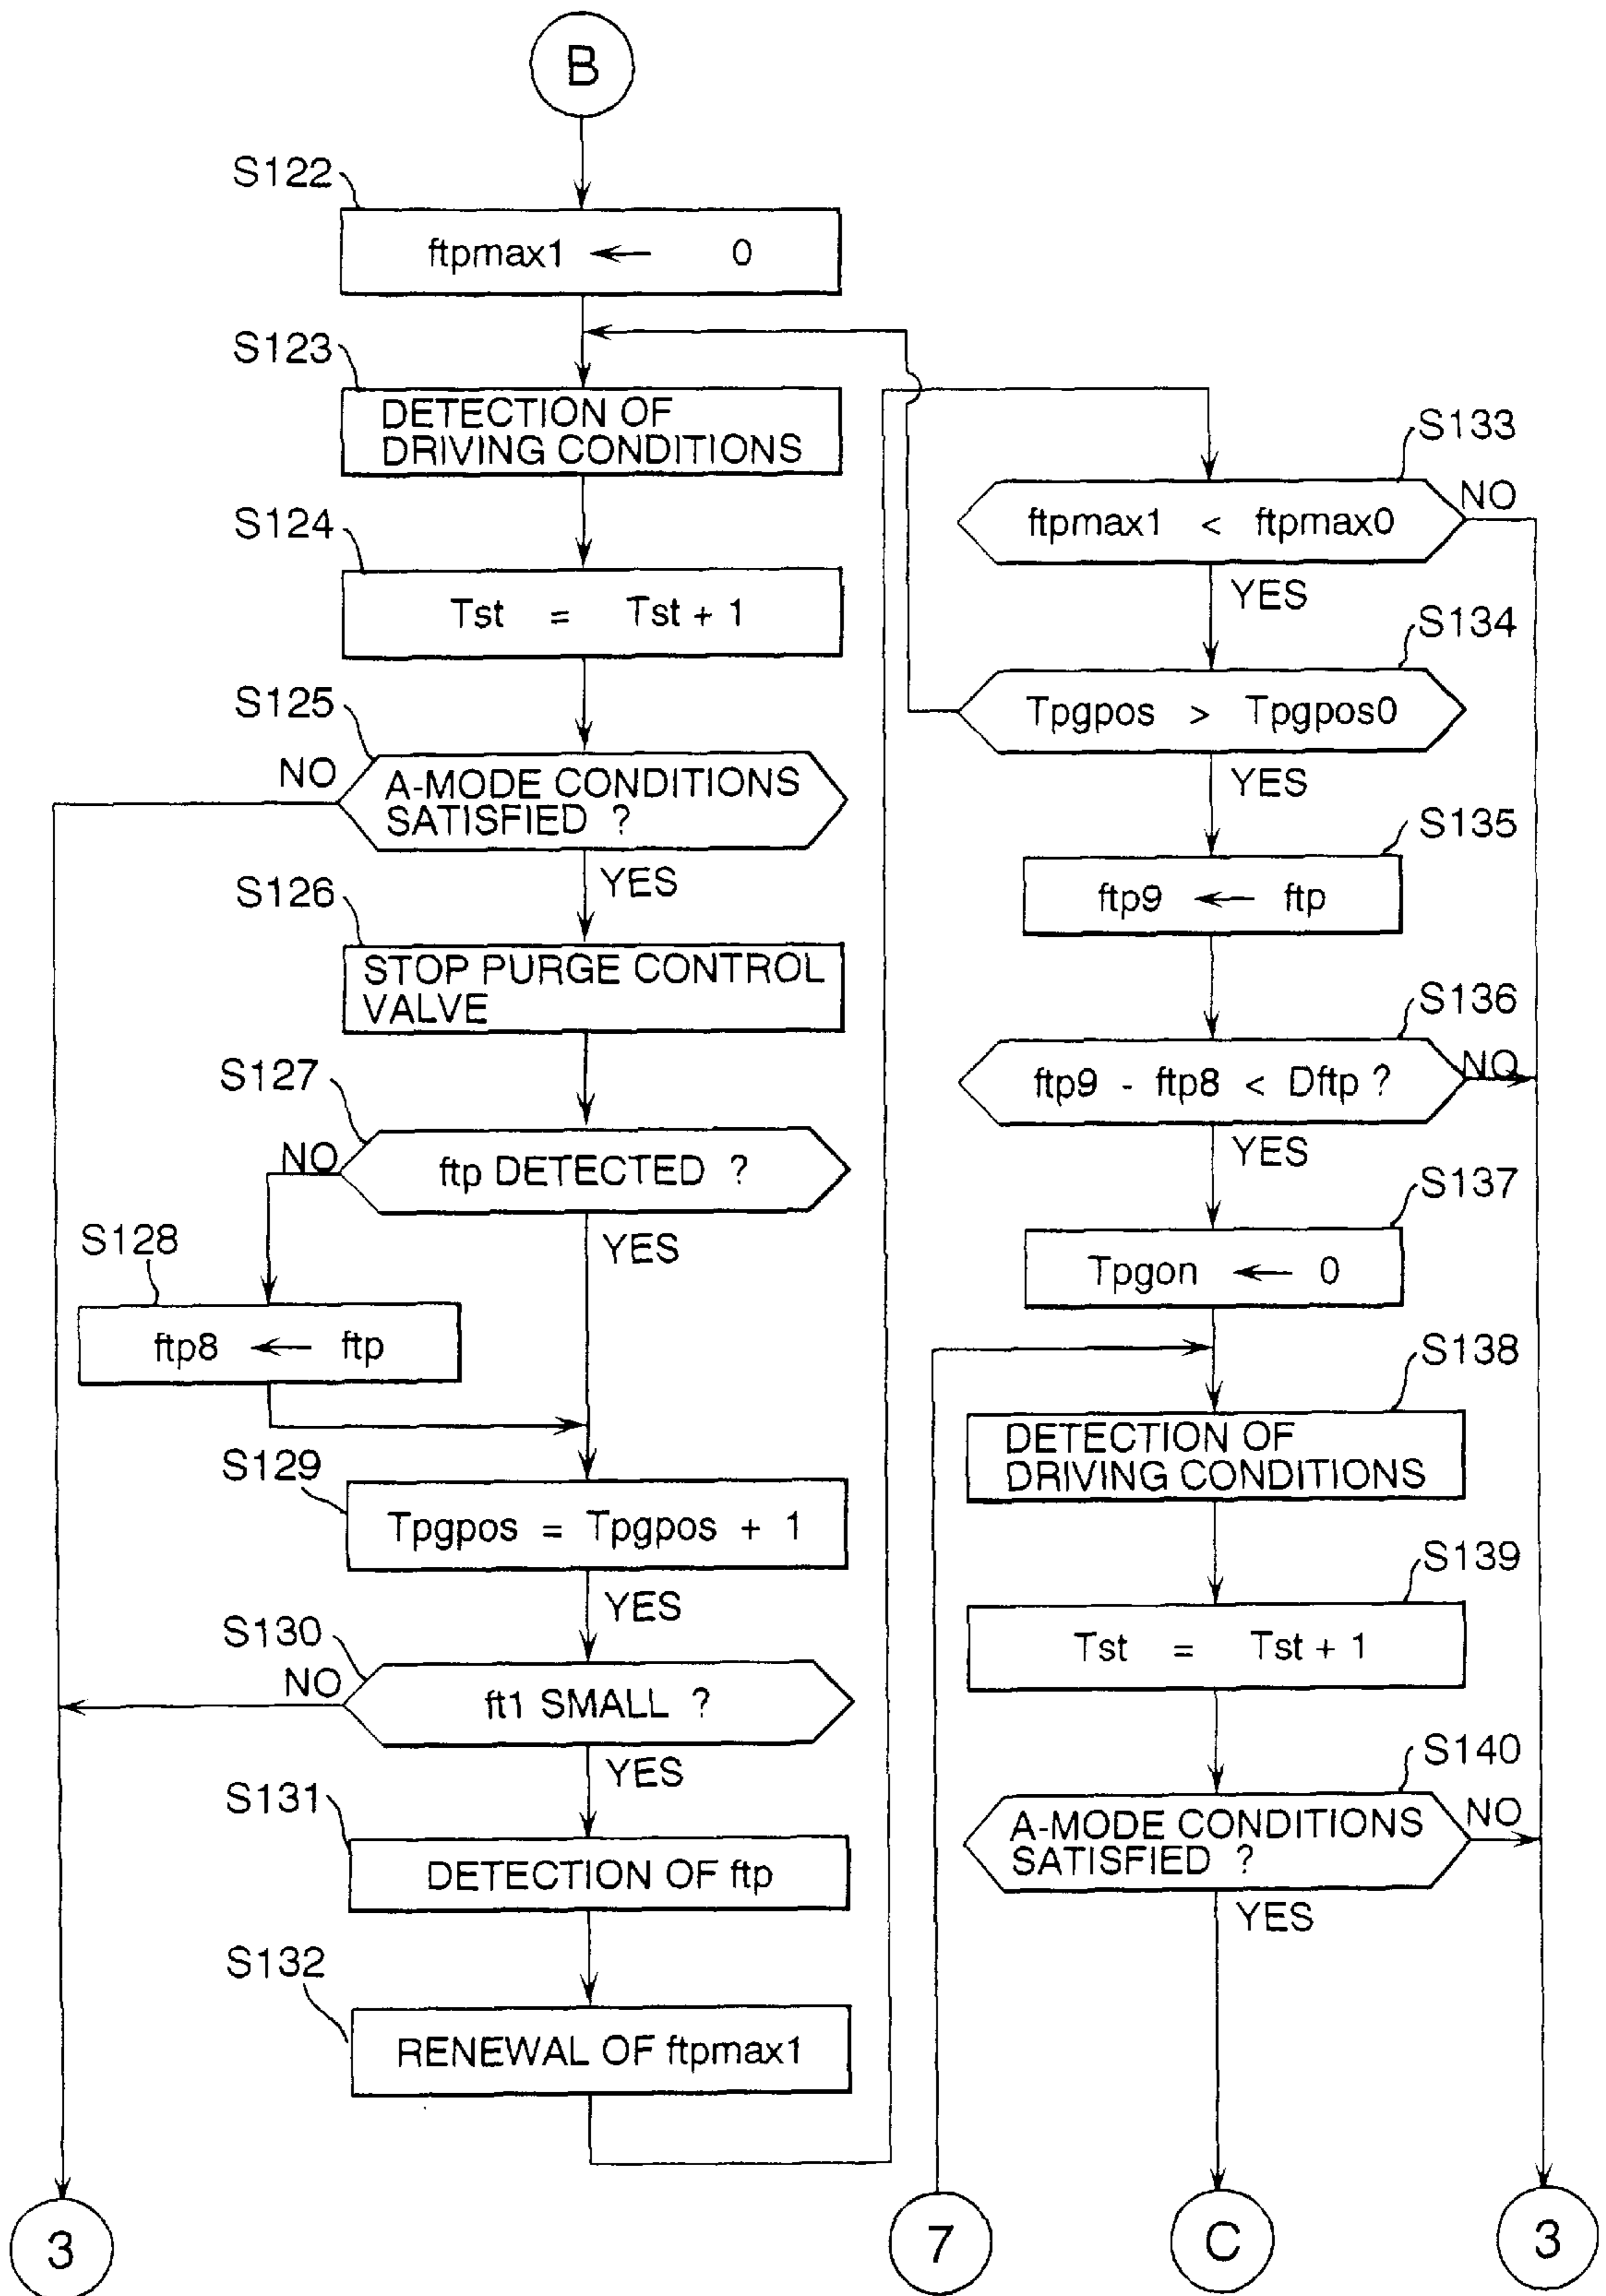 B
S122
ftpmax1 ← 0
S123
DETECTION OF
DRIVING CONDITIONS
S124
Tst = Tst + 1
S125
NO
A-MODE CONDITIONS
SATISFIED ?
YES
S126
STOP PURGE CONTROL
VALVE
S127
NO
ftp DETECTED ?
YES
S128
ftp8 ← ftp
S129
Tpgpos = Tpgpos + 1
YES
S130
NO
ft1 SMALL ?
YES
S131
DETECTION OF ftp
S132
RENEWAL OF ftpmax1
3
S133
NO
ftpmax1 < ftpmax0
YES
S134
Tpgpos > Tpgpos0
YES
S135
ftp9 ← ftp
S136
NO
ftp9 - ftp8 < Dftp ?
YES
S137
Tpgon ← 0
S138
DETECTION OF
DRIVING CONDITIONS
S139
Tst = Tst + 1
S140
NO
A-MODE CONDITIONS
SATISFIED ?
YES
7
C
3